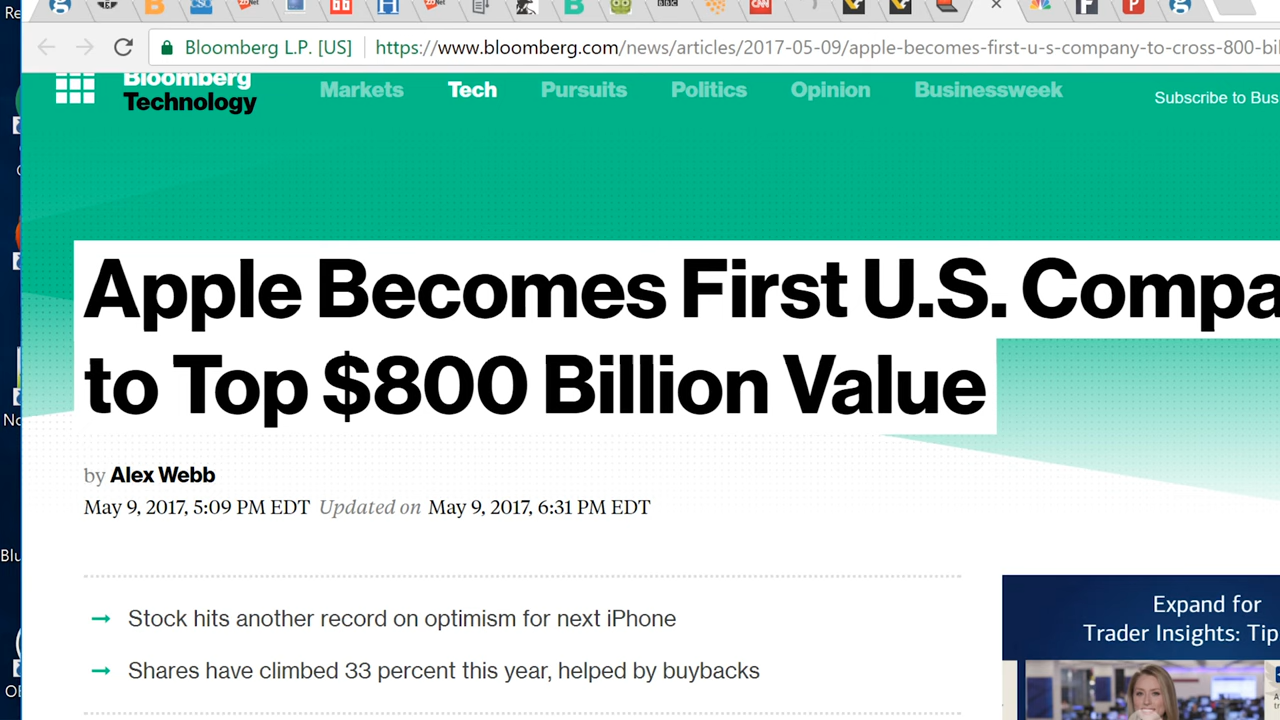 Bloomberg L.P. [US] https://www.bloomberg.com/news/articles/2017-05-09/apple-becomes-first-u-s-company-to-cross-800-bil
Bloomberg
Technology
Markets Tech Pursuits Politics Opinion Businessweek
Subscribe to Bus
Apple Becomes First U.S. Compa
to Top $800 Billion Value
by Alex Webb
May 9, 2017, 5:09 PM EDT Updated on May 9, 2017, 6:31 PM EDT
→ Stock hits another record on optimism for next iPhone
→ Shares have climbed 33 percent this year, helped by buybacks
Expand for
Trader Insights: Tip